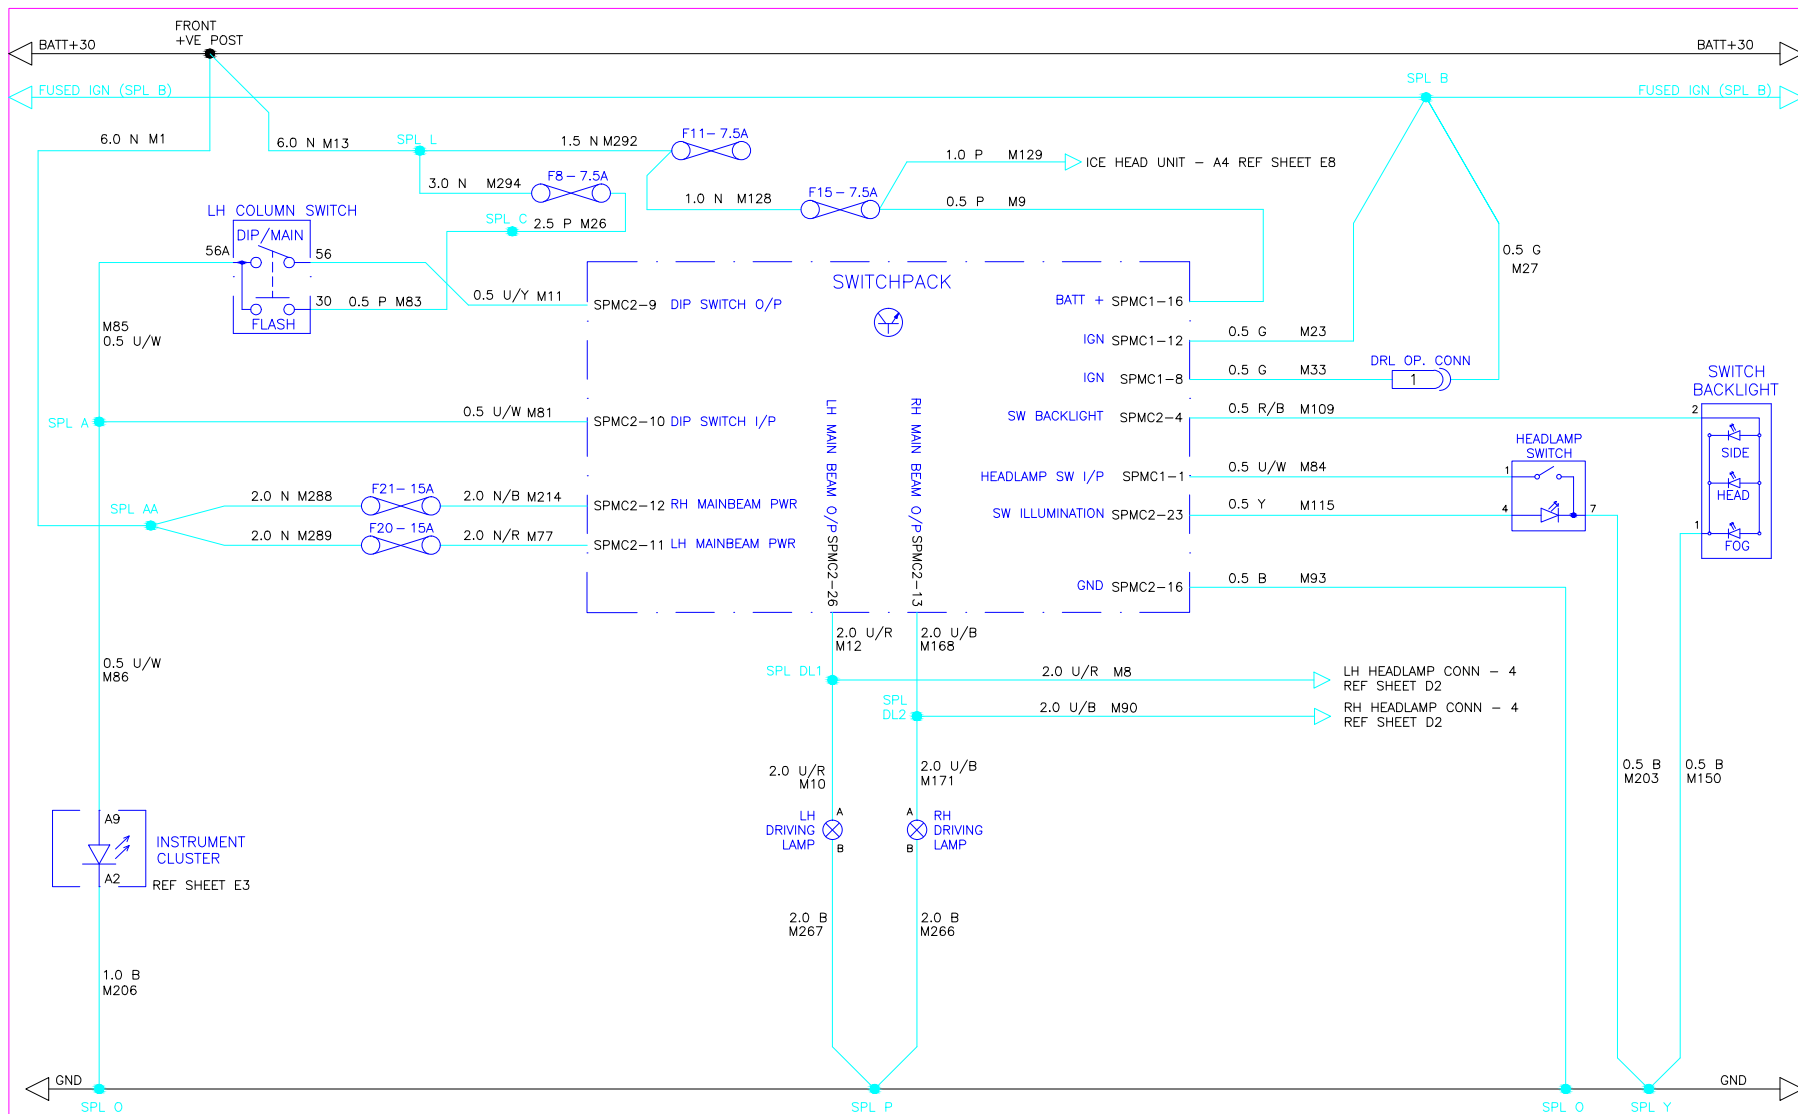 FRONT
+VE POST
BATT+30
BATT+30
FUSED IGN (SPL B)
SPL B
FUSED IGN (SPL B)
6.0 N M1
6.0 N M13
SPL L
1.5 N M292
F11-7.5A
1.0 P M129
ICE HEAD UNIT - A4 REF SHEET E8
3.0 N M294
F8-7.5A
1.0 N M128
F15-7.5A
0.5 P M9
LH COLUMN SWITCH
SPL C
2.5 P M26
DIP/MAIN
56A
56
30
FLASH
0.5 P M83
0.5 U/Y M11
0.5 G
M27
SWITCHPACK
SPMC2-9 DIP SWITCH O/P
BATT + SPMC1-16
M85
0.5 U/W
IGN SPMC1-12
0.5 G M23
IGN SPMC1-8
0.5 G M33
DRL OP. CONN
1
SWITCH
BACKLIGHT
SPL A
0.5 U/W M81
SPMC2-10 DIP SWITCH I/P
SW BACKLIGHT SPMC2-4
0.5 R/B M109
2
SIDE
HEAD
1
FOG
HEADLAMP
SWITCH
1
4
7
HEADLAMP SW I/P SPMC1-1
0.5 U/W M84
SPL AA
2.0 N M288
F21-15A
2.0 N/B M214
SPMC2-12 RH MAINBEAM PWR
SW ILLUMINATION SPMC2-23
0.5 Y M115
2.0 N M289
F20-15A
2.0 N/R M77
SPMC2-11 LH MAINBEAM PWR
LH MAIN BEAM O/P SPMC2-26
RH MAIN BEAM O/P SPMC2-13
GND SPMC2-16
0.5 B M93
2.0 U/R
M12
2.0 U/B
M168
0.5 U/W
M86
SPL DL1
2.0 U/R M8
LH HEADLAMP CONN - 4
REF SHEET D2
SPL
DL2
2.0 U/B M90
RH HEADLAMP CONN - 4
REF SHEET D2
2.0 U/R
M10
2.0 U/B
M171
0.5 B
M203
0.5 B
M150
A9
INSTRUMENT
CLUSTER
A2
REF SHEET E3
LH
DRIVING
LAMP
A
B
A
B
RH
DRIVING
LAMP
2.0 B
M267
2.0 B
M266
1.0 B
M206
GND
GND
SPL O
SPL P
SPL O
SPL Y